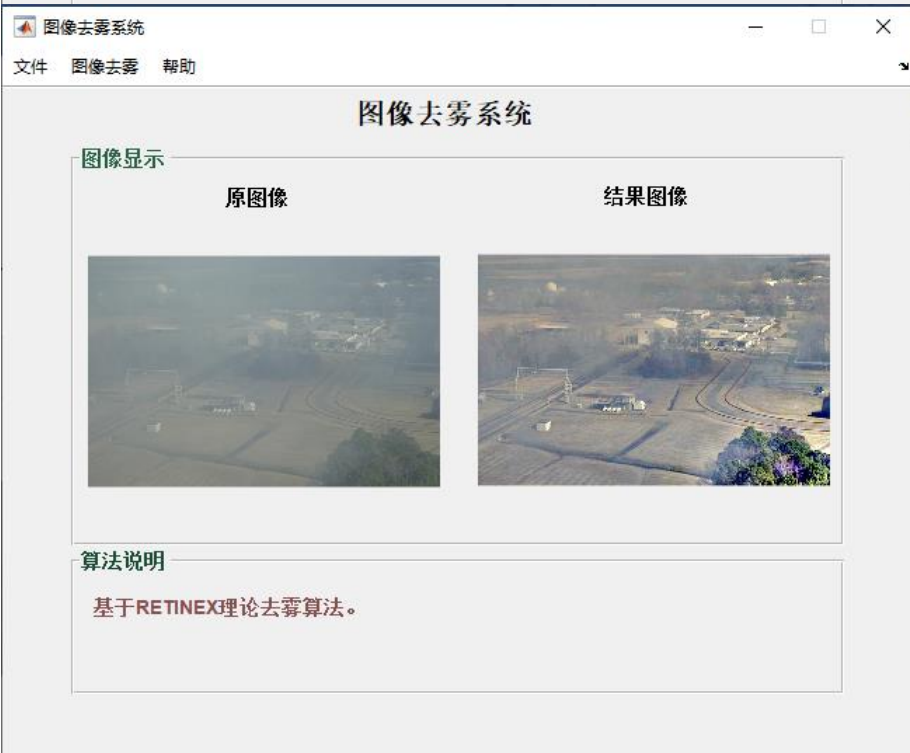 图像去雾系统
文件 图像去雾 帮助
图像去雾系统
图像显示
原图像 结果图像
算法说明
基于RETINEX理论去雾算法。